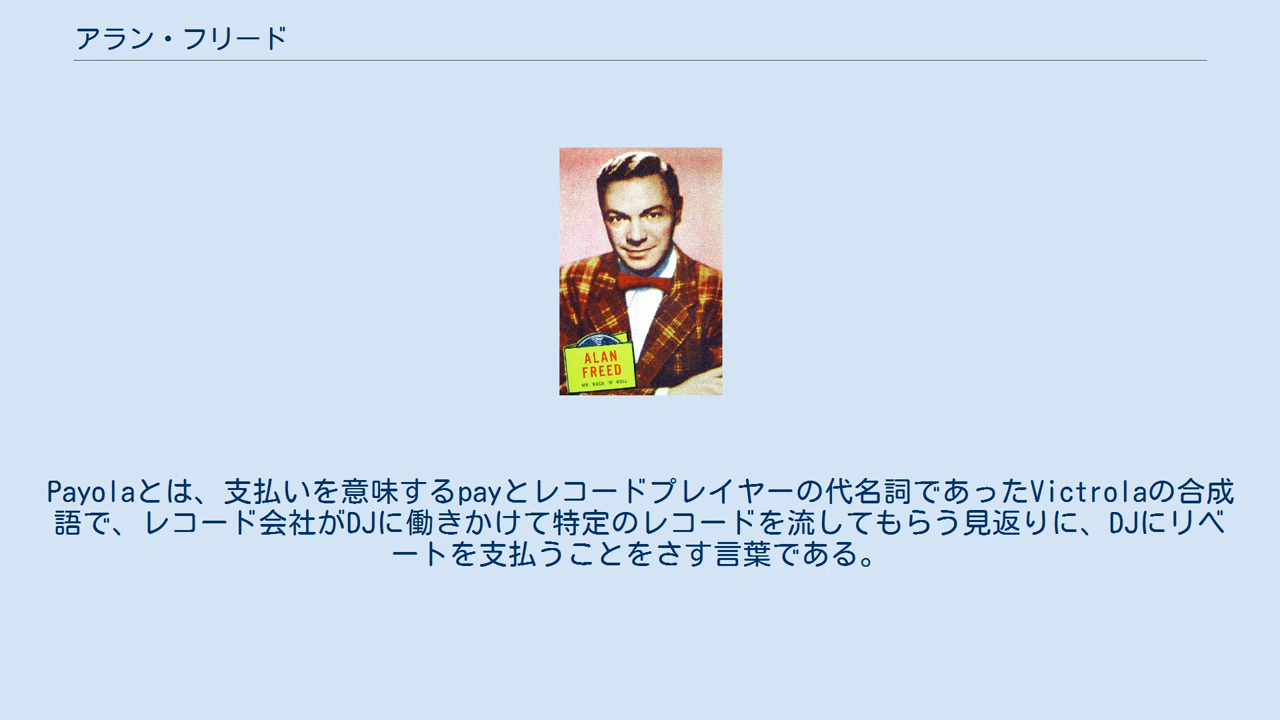 アラン・フリード
ALAN
FREED
MR. ROCK 'N' ROLL
Payolaとは、支払いを意味するpayとレコードプレイヤーの代名詞であったVictrolaの合成
語で、レコード会社がDJに働きかけて特定のレコードを流してもらう見返りに、DJにリベ
ートを支払うことをさす言葉である。